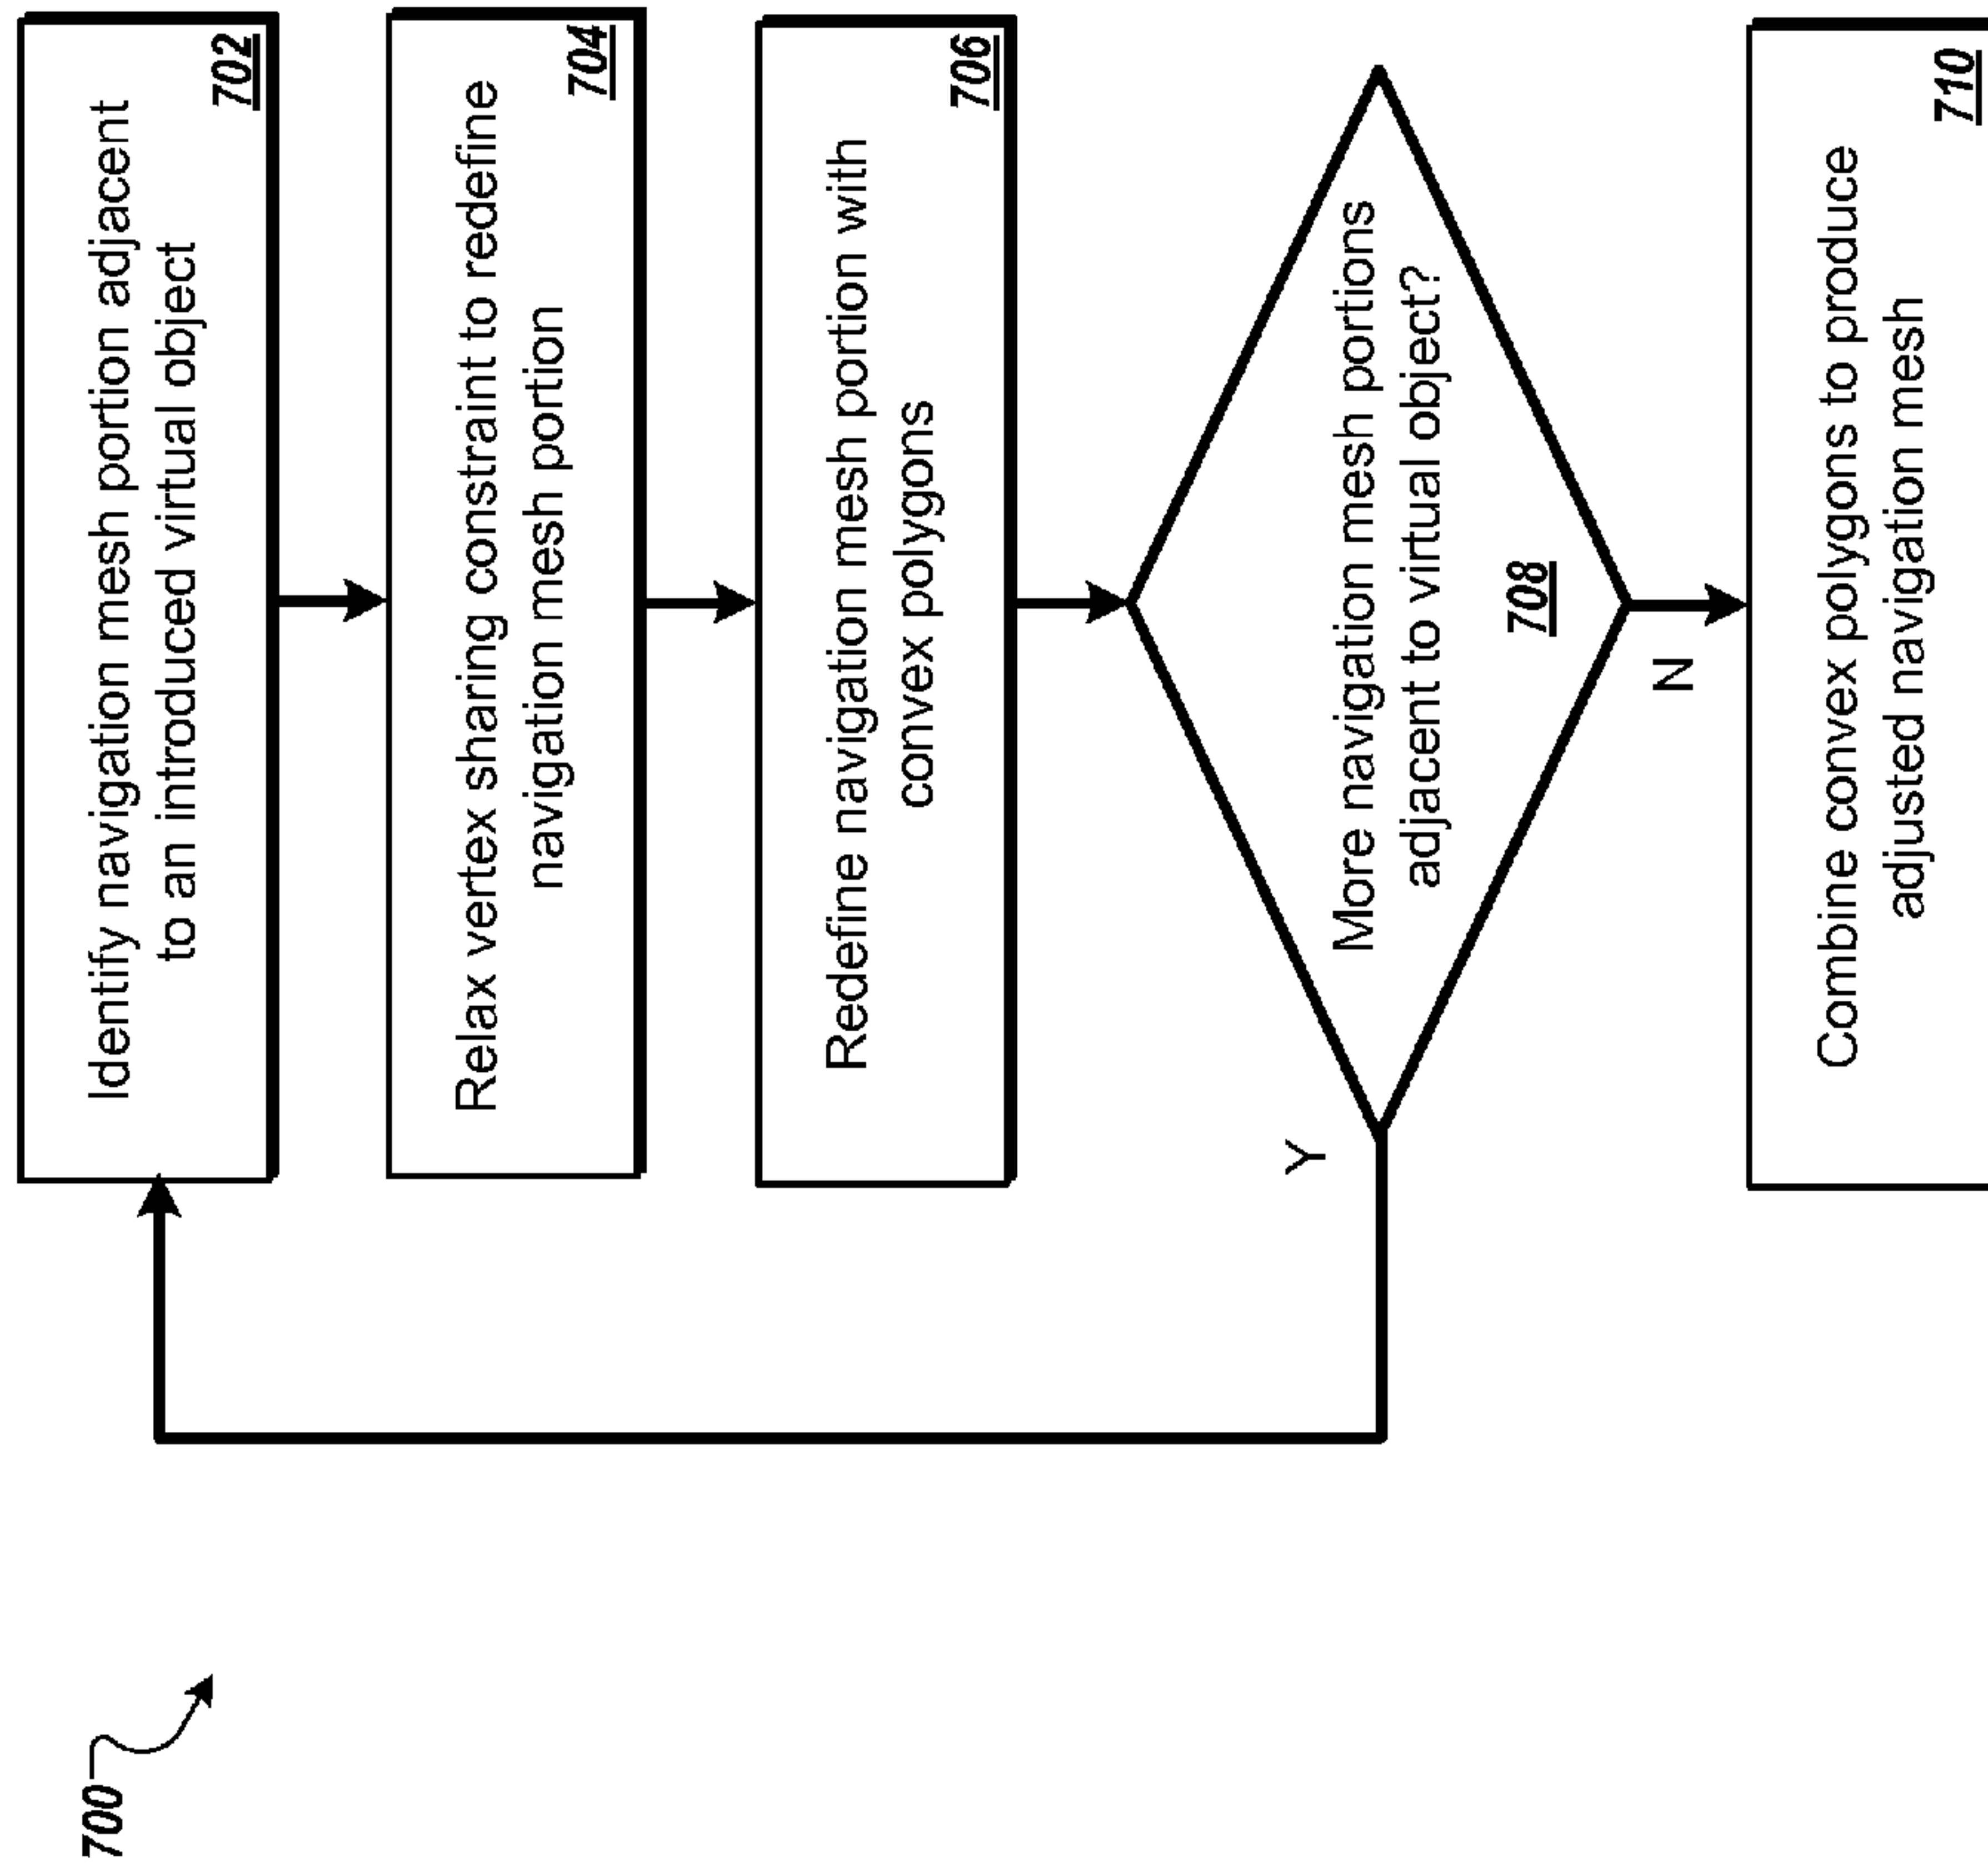 700
Identify navigation mesh portion adjacent
to an introduced virtual object
702
Relax vertex sharing constraint to redefine
navigation mesh portion
704
Redefine navigation mesh portion with
convex polygons
706
More navigation mesh portions
adjacent to virtual object?
708
Y
N
Combine convex polygons to produce
adjusted navigation mesh
710